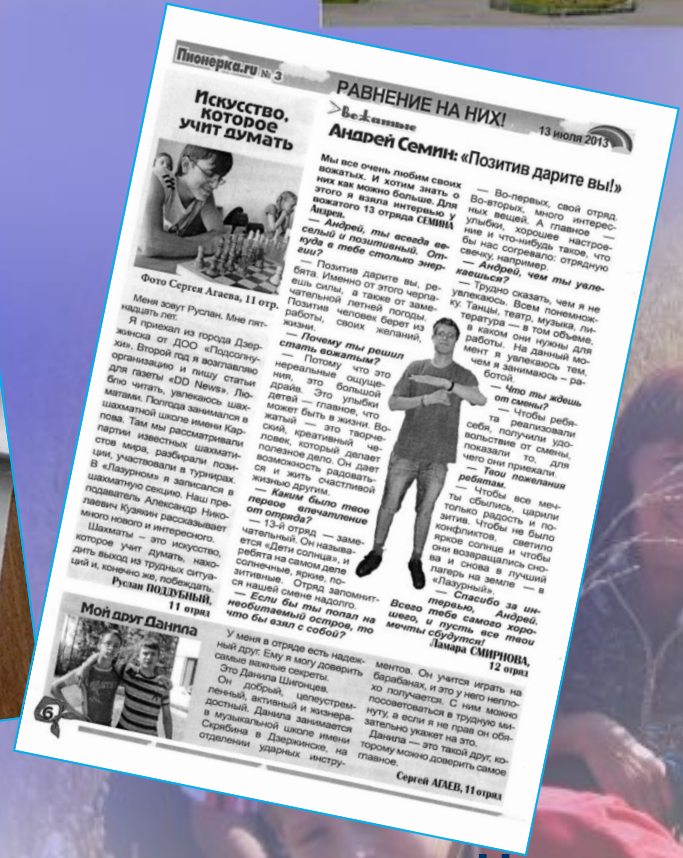 Пионерка.ru № 3
РАВНЕНИЕ НА НИХ!
13 июля 2013
Искусство,
которое
учит думать
Фото Сергея Агаева, 11 отр.
Меня зовут Руслан. Мне пят-
надцать лет.
Я приехал из города Дзер-
жинска от ДОО «Подсолну-
хи». Второй год я возглавляю
организацию и пишу статьи
для газеты «DD News». Лю-
блю читать, увлекаюсь шах-
матами. Полгода занимался в
шахматной школе имени Кар-
пова. Там мы рассматривали
партии известных шахмати-
стов мира, разбирали пози-
ции, участвовали в турнирах.
В «Лазурном» я записался в
шахматную секцию. Наш пре-
подаватель Александр Нико-
лаевич Кузякин рассказывает
много нового и интересного.
Шахматы – это искусство,
которое учит думать, нахо-
дить выход из трудных ситуа-
ций и, конечно же, побеждать.
Руслан ПОДДУБНЫЙ,
11 отряд
>Вожатые
Андрей Семин: «Позитив дарите вы!»
Мы все очень любим своих
вожатых. И хотим знать о
них как можно больше. Для
этого я взяла интервью у
вожатого 13 отряда СЕМИНА
Андрея.
— Андрей, ты всегда ве-
селый и позитивный. От-
куда в тебе столько энер-
гии?
— Позитив дарите вы, ре-
бята. Именно от этого черпа-
ешь силы, а также от заме-
чательной летней погоды.
Позитив человек берет из
работы, своих желаний,
жизни.
— Почему ты решил
стать вожатым?
— Потому что это
нереальные ощуще-
ния, это большой
драйв. Это улыбки
детей — главное, что
может быть в жизни. Во-
жатый — это творче-
ский, креативный че-
ловек, который делает
полезное дело. Он дает
возможность радовать-
ся и жить счастливой
жизнью другим.
— Каким было твое
первое впечатление
от отряда?
— 13-й отряд — заме-
чательный. Он называ-
ется «Дети солнца», и
ребята на самом деле
солнечные, яркие, по-
зитивные. Отряд запомнит-
ся нашей смене надолго.
— Если бы ты попал на
необитаемый остров, то
что бы взял с собой?
— Во-первых, свой отряд.
Во-вторых, много интерес-
ных вещей. А главное —
улыбки, хорошее настрое-
ние и что-нибудь такое, что
бы нас согревало: отрядную
свечку, например.
— Андрей, чем ты увле-
каешься?
— Трудно сказать, чем я не
увлекаюсь. Всем понемнож-
ку. Танцы, театр, музыка, ли-
тература — в том объеме,
в каком они нужны для
работы. На данный мо-
мент я увлекаюсь тем,
чем я занимаюсь – ра-
ботой.
— Что ты ждешь
от смены?
— Чтобы ребя-
та реализовали
себя, получили удо-
вольствие от смены,
показали то, для
чего они приехали.
— Твои пожелания
ребятам.
— Чтобы все меч-
ты сбылись, царили
только радость и по-
зитив. Чтобы не было
конфликтов, светило
яркое солнце и чтобы
они возвращались сно-
ва и снова в лучший
лагерь на земле — в
«Лазурный».
— Спасибо за ин-
тервью, Андрей.
Всего тебе самого хоро-
шего, и пусть все твои
мечты сбудутся!
Ламара СМИРНОВА,
12 отряд
Мой друг Данила
У меня в отряде есть надеж-
ный друг. Ему я могу доверить
самые важные секреты.
Это Данила Шигонцев.
Он добрый, целеустрем-
ленный, активный и жизнера-
достный. Данила занимается
в музыкальной школе имени
Скрябина в Дзержинске, на
отделении ударных инстру-
ментов. Он учится играть на
барабанах, и это у него непло-
хо получается. С ним можно
посоветоваться в трудную ми-
нуту, а если я не прав он обя-
зательно укажет на это.
Данила — это такой друг, ко-
торому можно доверить самое
главное.
Сергей АГАЕВ, 11 отряд
6